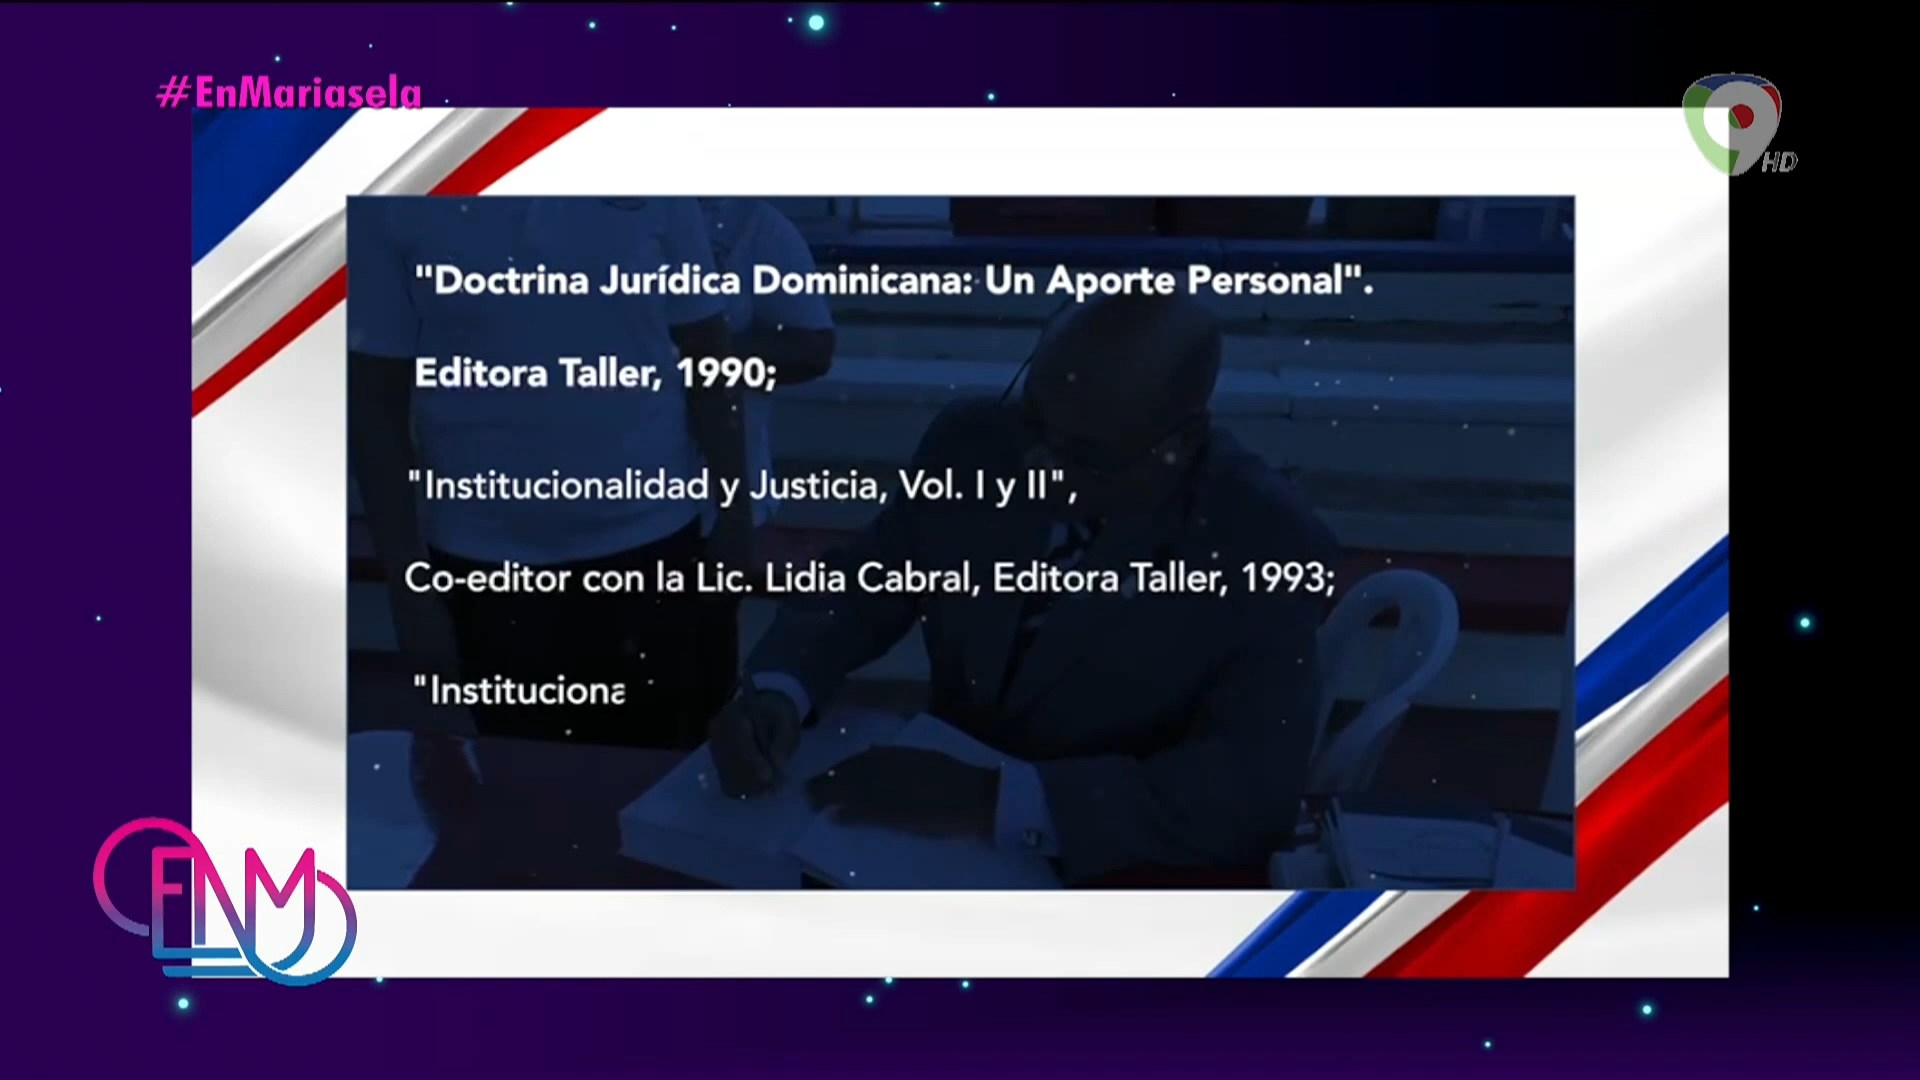 #EnMariasela
HD
"Doctrina Jurídica Dominicana: Un Aporte Personal".
Editora Taller, 1990;
"Institucionalidad y Justicia, Vol. I y II",
Co-editor con la Lic. Lidia Cabral, Editora Taller, 1993;
"Instituciona
ENM